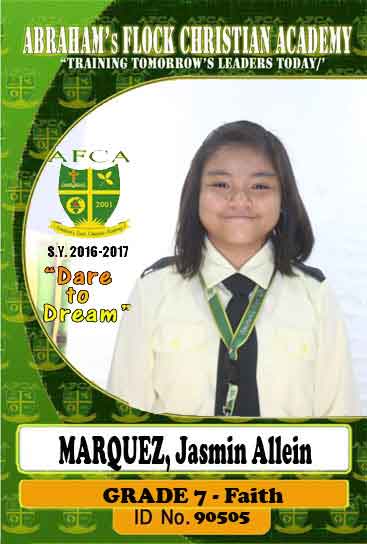 ABRAHAM's FLOCK CHRISTIAN ACADEMY
"TRAINING TOMORROW'S LEADERS TODAY!"
AFCA
2001
S.Y. 2016-2017
"Dare
to
Dream"
MARQUEZ, Jasmin Allein
GRADE 7 - Faith
ID No. 90505